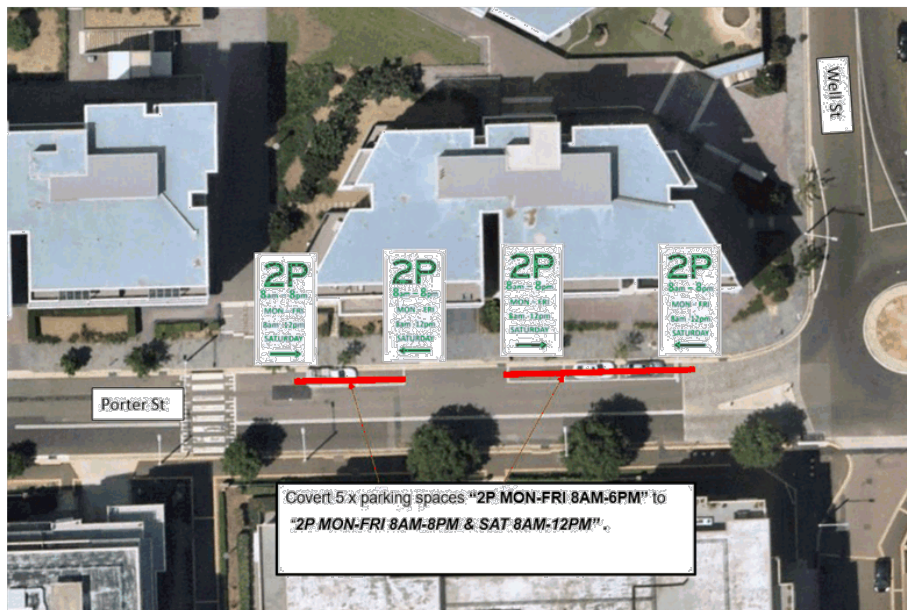 Well St
2P
8am – 8pm
MON – FRI
8am -12pm
SATURDAY
2P
8am – 8pm
MON – FRI
8am -12pm
SATURDAY
2P
8am – 8pm
MON – FRI
8am -12pm
SATURDAY
2P
8am – 8pm
MON – FRI
8am -12pm
SATURDAY
Porter St
Covert 5 x parking spaces “2P MON-FRI 8AM-6PM” to
“2P MON-FRI 8AM-8PM & SAT 8AM-12PM”.